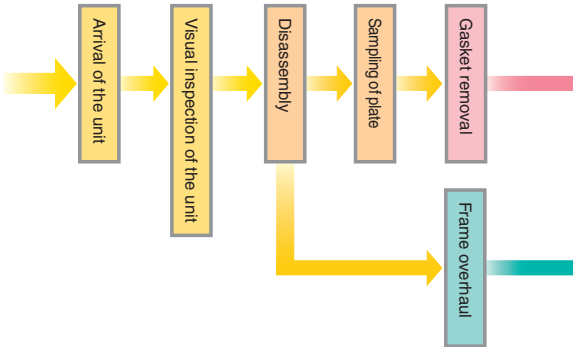 Arrival of the unit
Visual inspection of the unit
Disassembly
Sampling of plate
Gasket removal
Frame overhaul